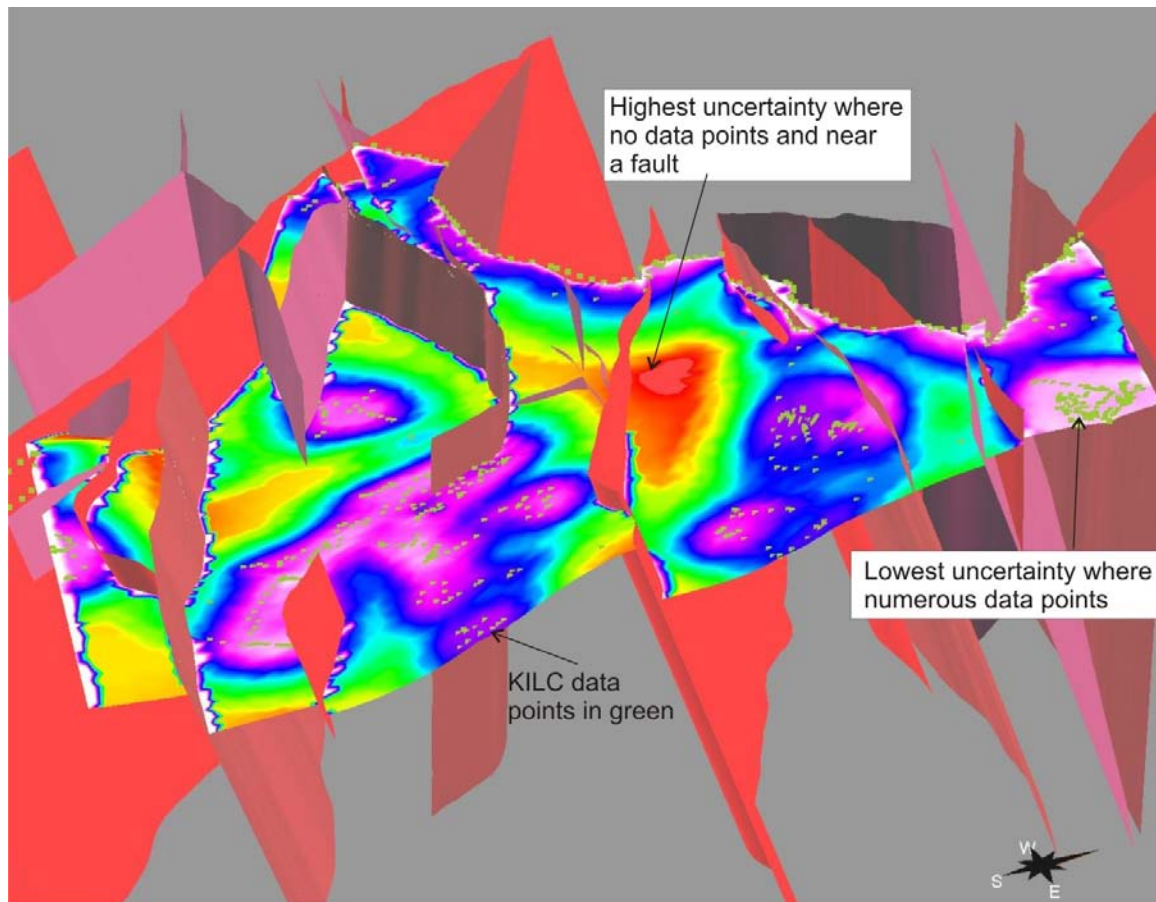 Highest uncertainty where
no data points and near
a fault
Lowest uncertainty where
numerous data points
KILC data
points in green
W
S
E